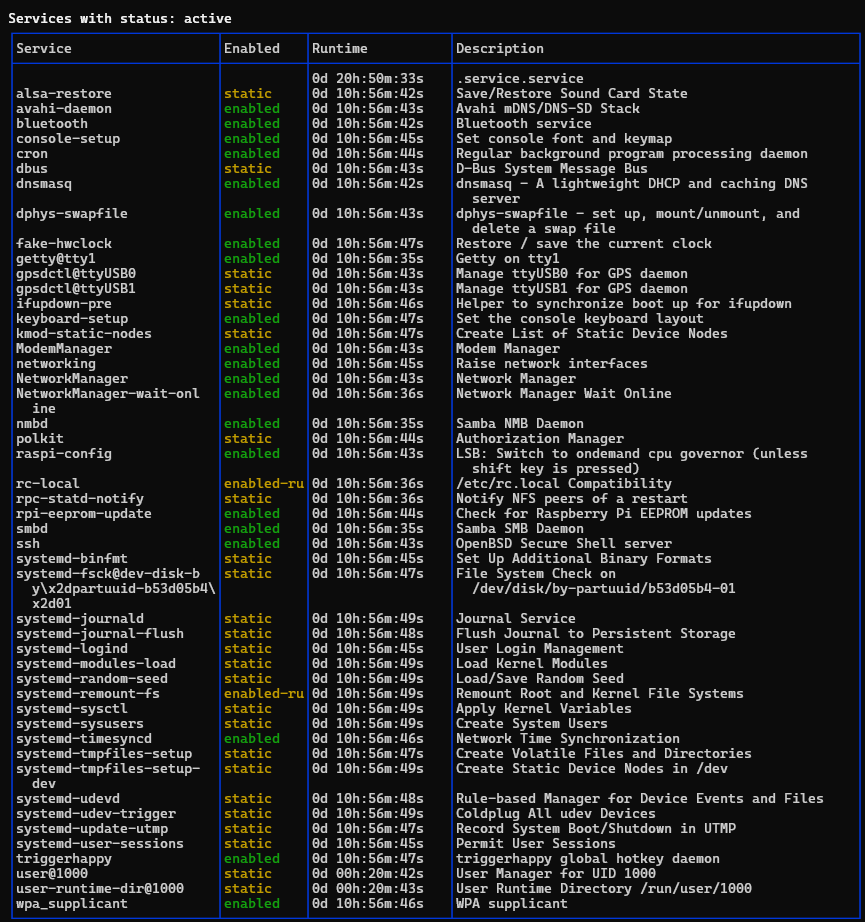 Services with status: active
Service Enabled Runtime Description
0d 20h:50m:33s .service.service
alsa-restore static 0d 10h:56m:42s Save/Restore Sound Card State
avahi-daemon enabled 0d 10h:56m:43s Avahi mDNS/DNS-SD Stack
bluetooth enabled 0d 10h:56m:42s Bluetooth service
console-setup enabled 0d 10h:56m:45s Set console font and keymap
cron enabled 0d 10h:56m:44s Regular background program processing daemon
dbus static 0d 10h:56m:43s D-Bus System Message Bus
dnsmasq enabled 0d 10h:56m:42s dnsmasq - A lightweight DHCP and caching DNS
server
dphys-swapfile enabled 0d 10h:56m:43s dphys-swapfile - set up, mount/unmount, and
delete a swap file
fake-hwclock enabled 0d 10h:56m:47s Restore / save the current clock
getty@tty1 enabled 0d 10h:56m:35s Getty on tty1
gpsdctl@ttyUSB0 static 0d 10h:56m:43s Manage ttyUSB0 for GPS daemon
gpsdctl@ttyUSB1 static 0d 10h:56m:43s Manage ttyUSB1 for GPS daemon
ifupdown-pre static 0d 10h:56m:46s Helper to synchronize boot up for ifupdown
keyboard-setup enabled 0d 10h:56m:47s Set the console keyboard layout
kmod-static-nodes static 0d 10h:56m:47s Create List of Static Device Nodes
ModemManager enabled 0d 10h:56m:43s Modem Manager
networking enabled 0d 10h:56m:45s Raise network interfaces
NetworkManager enabled 0d 10h:56m:43s Network Manager
NetworkManager-wait-onl enabled 0d 10h:56m:36s Network Manager Wait Online
ine
nmbd enabled 0d 10h:56m:35s Samba NMB Daemon
polkit static 0d 10h:56m:44s Authorization Manager
raspi-config enabled 0d 10h:56m:43s LSB: Switch to ondemand cpu governor (unless
shift key is pressed)
rc-local enabled-ru 0d 10h:56m:36s /etc/rc.local Compatibility
rpc-statd-notify static 0d 10h:56m:36s Notify NFS peers of a restart
rpi-eeprom-update enabled 0d 10h:56m:44s Check for Raspberry Pi EEPROM updates
smbd enabled 0d 10h:56m:35s Samba SMB Daemon
ssh enabled 0d 10h:56m:43s OpenBSD Secure Shell server
systemd-binfmt static 0d 10h:56m:45s Set Up Additional Binary Formats
systemd-fsck@dev-disk-b static 0d 10h:56m:47s File System Check on
y\x2dpartuuid-b53d05b4\ /dev/disk/by-partuuid/b53d05b4-01
x2d01
systemd-journald static 0d 10h:56m:49s Journal Service
systemd-journal-flush static 0d 10h:56m:48s Flush Journal to Persistent Storage
systemd-logind static 0d 10h:56m:45s User Login Management
systemd-modules-load static 0d 10h:56m:49s Load Kernel Modules
systemd-random-seed static 0d 10h:56m:49s Load/Save Random Seed
systemd-remount-fs enabled-ru 0d 10h:56m:49s Remount Root and Kernel File Systems
systemd-sysctl static 0d 10h:56m:49s Apply Kernel Variables
systemd-sysusers static 0d 10h:56m:49s Create System Users
systemd-timesyncd enabled 0d 10h:56m:46s Network Time Synchronization
systemd-tmpfiles-setup static 0d 10h:56m:47s Create Volatile Files and Directories
systemd-tmpfiles-setup- static 0d 10h:56m:49s Create Static Device Nodes in /dev
dev
systemd-udevd static 0d 10h:56m:48s Rule-based Manager for Device Events and Files
systemd-udev-trigger static 0d 10h:56m:49s Coldplug All udev Devices
systemd-update-utmp static 0d 10h:56m:47s Record System Boot/Shutdown in UTMP
systemd-user-sessions static 0d 10h:56m:45s Permit User Sessions
triggerhappy enabled 0d 10h:56m:47s triggerhappy global hotkey daemon
user@1000 static 0d 00h:20m:42s User Manager for UID 1000
user-runtime-dir@1000 static 0d 00h:20m:43s User Runtime Directory /run/user/1000
wpa_supplicant enabled 0d 10h:56m:46s WPA supplicant